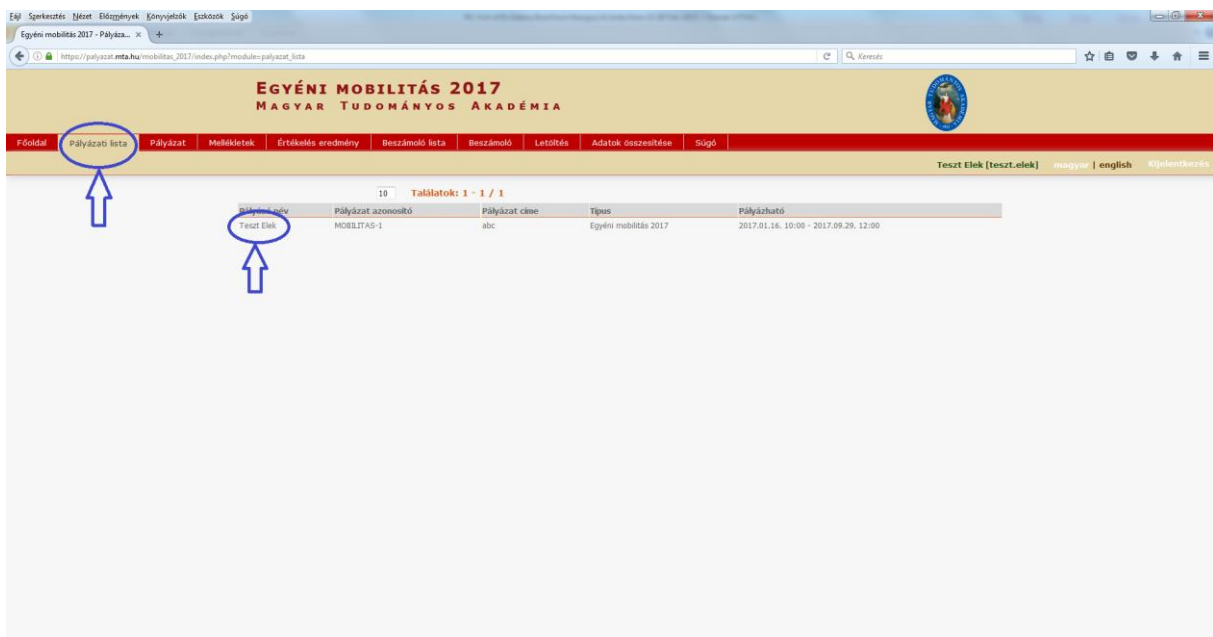 Fájl Szerkesztés Nézet Előzmények Könyvjelzők Eszközök Súgó
Egyéni mobilitás 2017 - Pályáza... × +
https://palyazat.mta.hu/mobilitas_2017/index.php?module=palyazat_lista Keresés
EGYÉNI MOBILITÁS 2017
MAGYAR TUDOMÁNYOS AKADÉMIA
Főoldal Pályázati lista Pályázat Mellékletek Értékelés eredmény Beszámoló lista Beszámoló Letöltés Adatok összesítése Súgó
Teszt Elek [teszt.elek] magyar | english Kijelentkezés
10 Találatok: 1 - 1 / 1
Pályázó név Pályázat azonosító Pályázat címe Típus Pályázható
Teszt Elek MOBILITAS-1 abc Egyéni mobilitás 2017 2017.01.16. 10:00 - 2017.09.29. 12:00